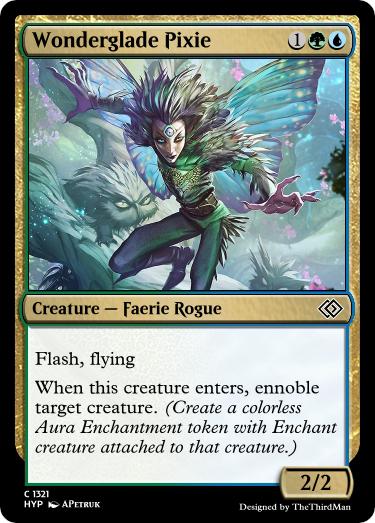 Wonderglade Pixie 1
Creature — Faerie Rogue
Flash, flying
When this creature enters, ennoble
target creature. (Create a colorless
Aura Enchantment token with Enchant
creature attached to that creature.)
2/2
C 1321
HYP APetruk Designed by TheThirdMan